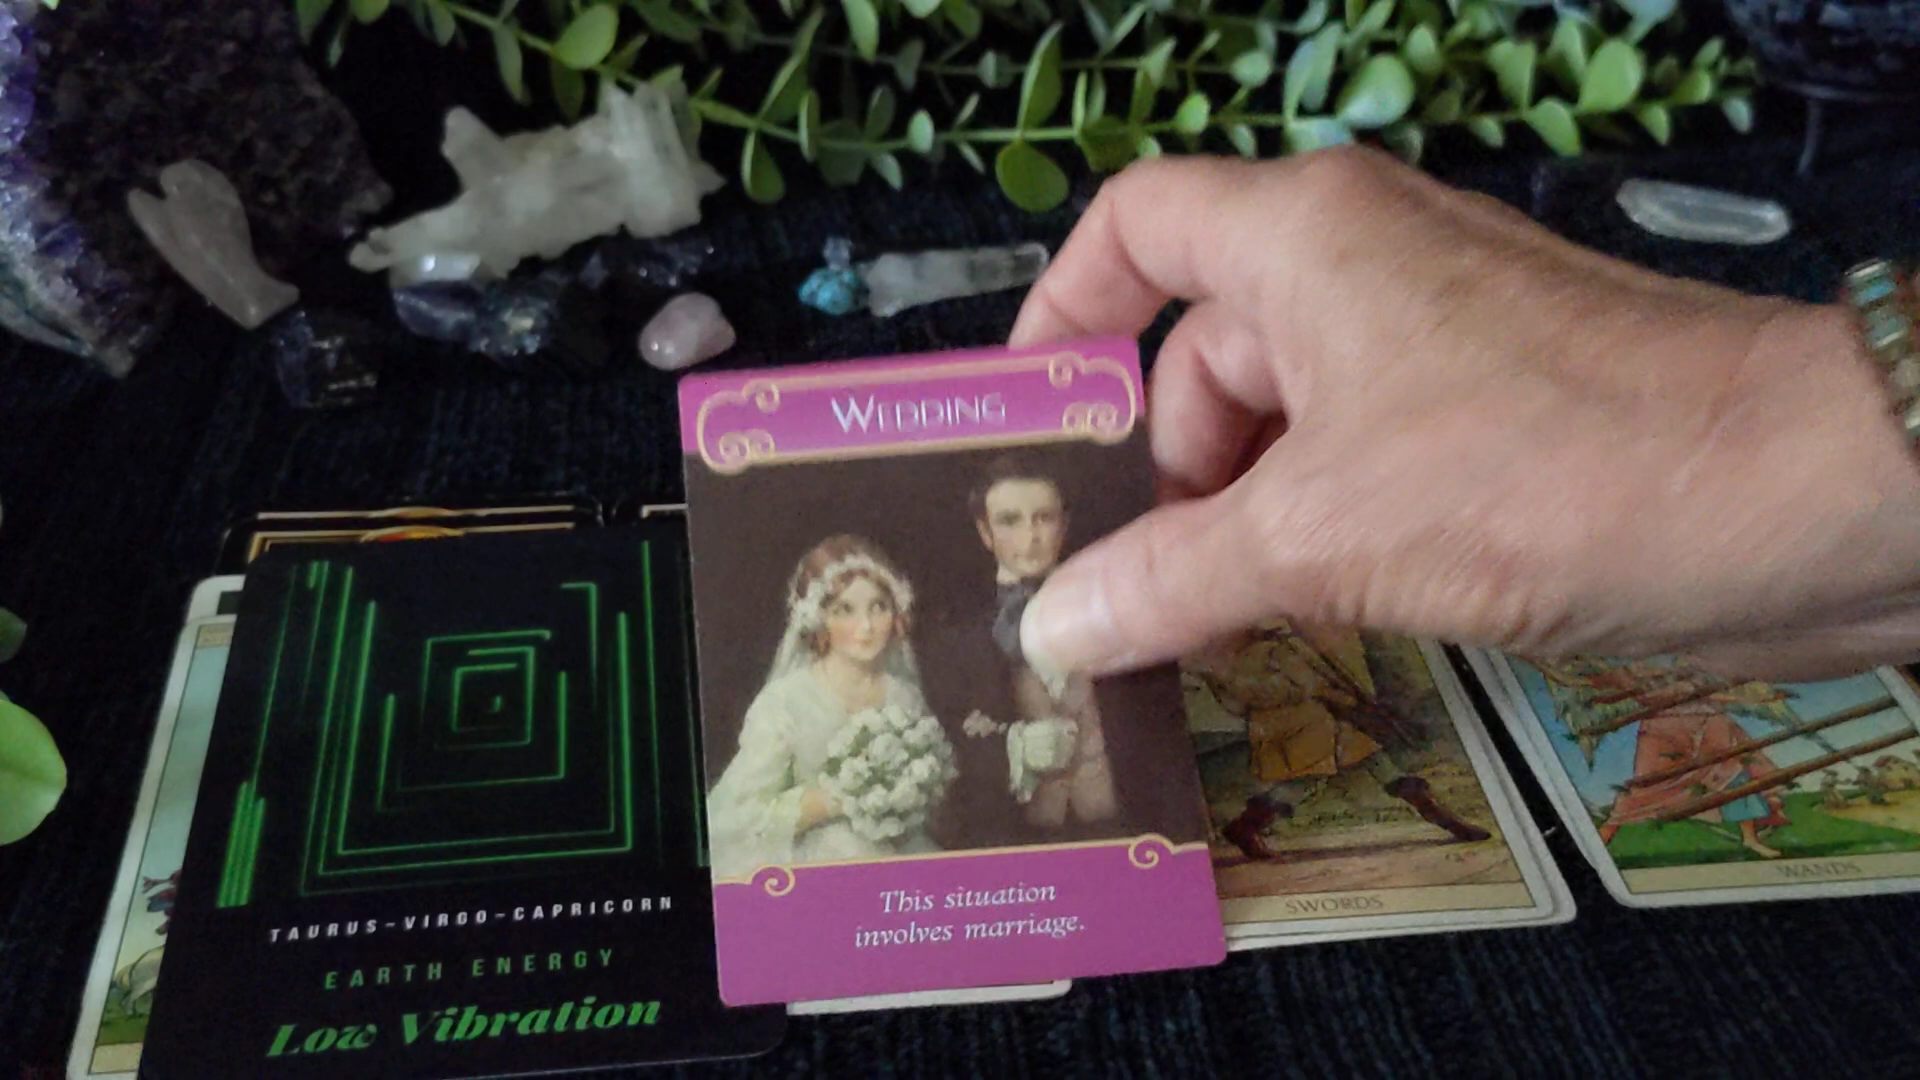 WEDDING
This situation
involves marriage.
TAURUS~VIRGO~CAPRICORN
EARTH ENERGY
Low Vibration
SWORDS
WANDS